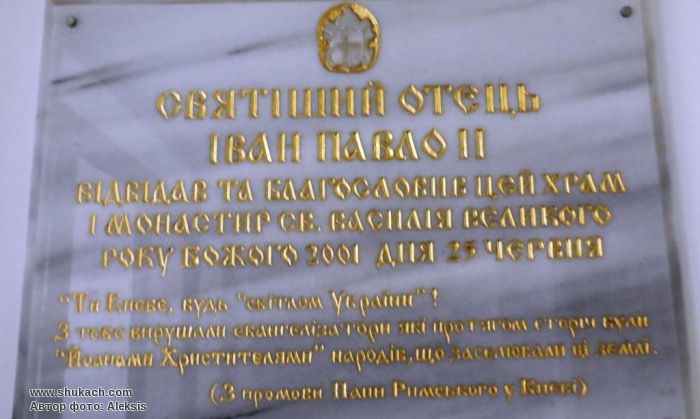 СВЯТІШИЙ ОТЕЦЬ
ІВАН ПАВЛО ІІ
ВІДВІДАВ ТА БЛАГОСЛОВИВ ЦЕЙ ХРАМ
І МОНАСТИР СВ. ВАСИЛІЯ ВЕЛИКОГО
РОКУ БОЖОГО 2001 ДНЯ 25 ЧЕРВНЯ
"Ти Києве, будь "світлом України"!
З тебе вирушали євангелізатори які протягом сторіч були
"Йоанами Христителями" народів, що заселювали ці землі.
(З промови Папи Римського у Києві)
www.shukach.com
Автор фото: Aleksis